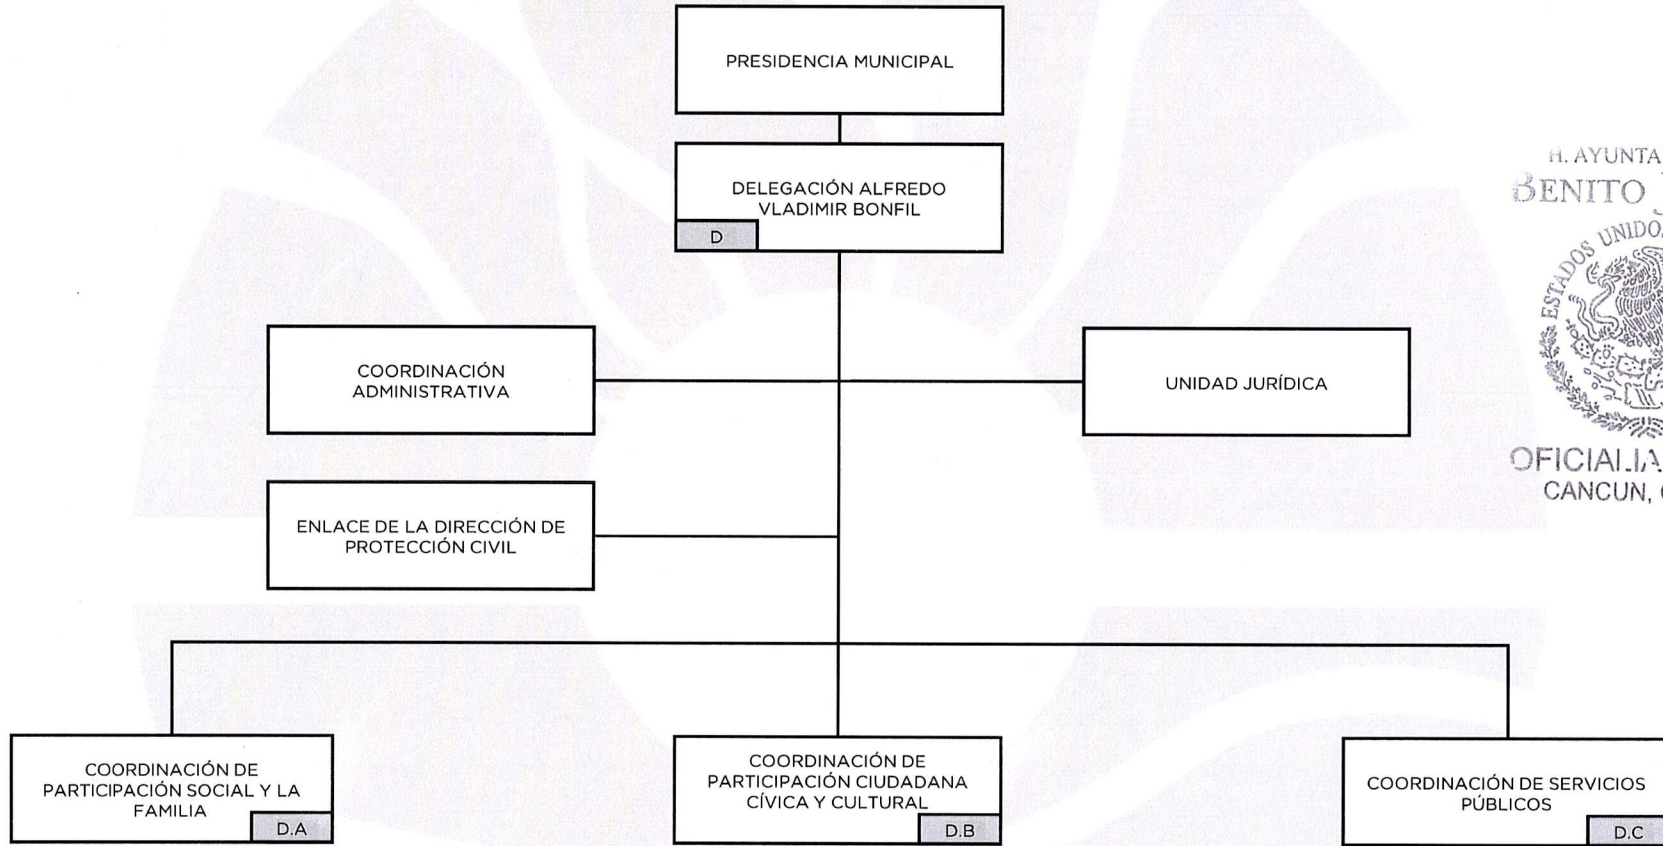 PRESIDENCIA MUNICIPAL
DELEGACIÓN ALFREDO
VLADIMIR BONFIL
D
H. AYUNTA
BENITO
ESTADOS UNIDOS
OFICIALIA
CANCUN,
COORDINACIÓN
ADMINISTRATIVA
UNIDAD JURÍDICA
ENLACE DE LA DIRECCIÓN DE
PROTECCIÓN CIVIL
COORDINACIÓN DE
PARTICIPACIÓN SOCIAL Y LA
FAMILIA
D.A
COORDINACIÓN DE
PARTICIPACIÓN CIUDADANA
CÍVICA Y CULTURAL
D.B
COORDINACIÓN DE SERVICIOS
PÚBLICOS
D.C